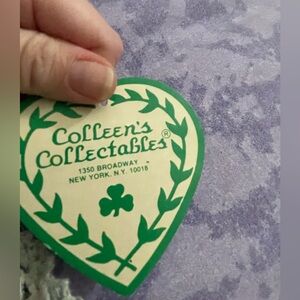 Colleen's
Collectables®
1350 BROADWAY
NEW YORK, N.Y. 10018